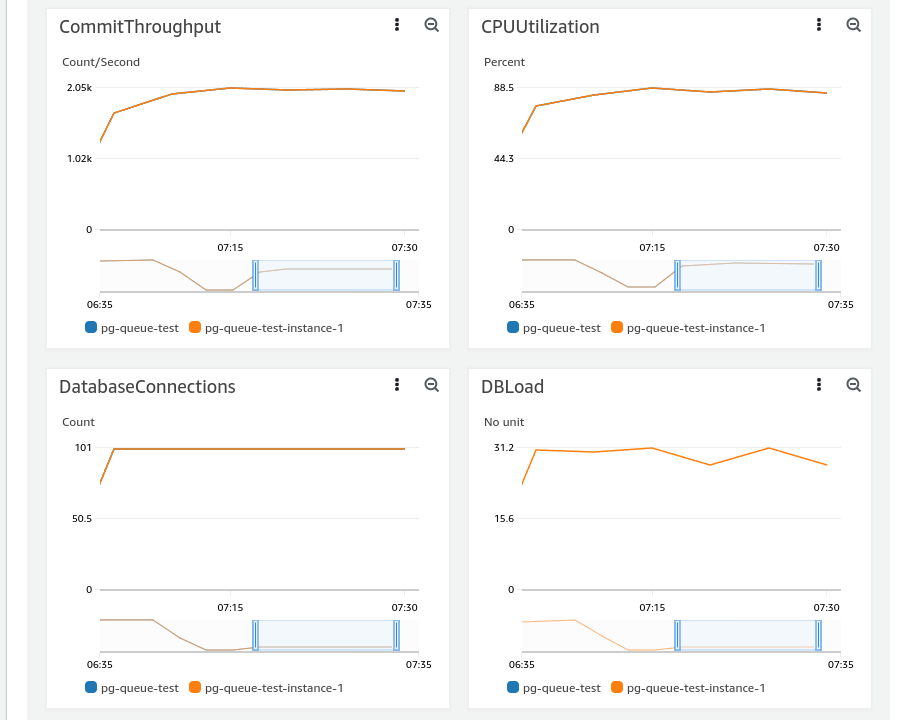 CommitThroughput
Count/Second
2.05k
1.02k
0
07:15 07:30
06:35 07:35
pg-queue-test pg-queue-test-instance-1
CPUUtilization
Percent
88.5
44.3
0
07:15 07:30
06:35 07:35
pg-queue-test pg-queue-test-instance-1
DatabaseConnections
Count
101
50.5
0
07:15 07:30
06:35 07:35
pg-queue-test pg-queue-test-instance-1
DBLoad
No unit
31.2
15.6
0
07:15 07:30
06:35 07:35
pg-queue-test pg-queue-test-instance-1